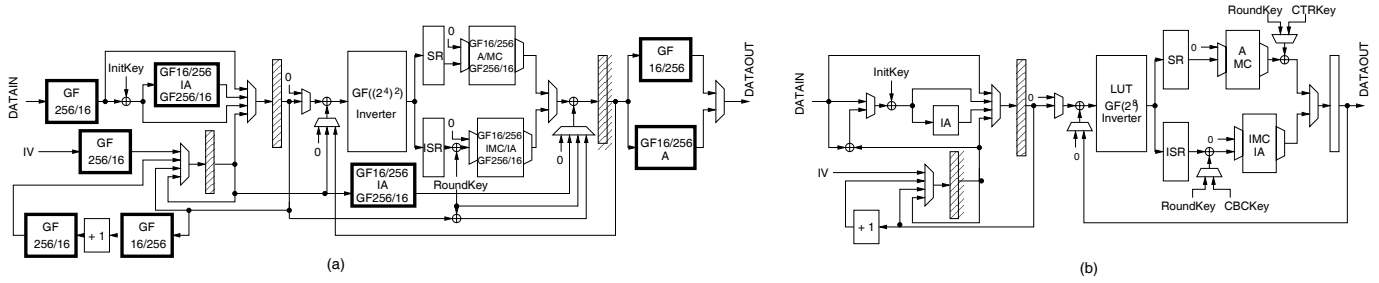 DATAIN
GF
256/16
InitKey
GF16/256
IA
GF256/16
IV
GF
256/16
GF
256/16
+ 1
GF
16/256
0
0
GF((2⁴)²)
Inverter
SR
0
GF16/256
A/MC
GF256/16
ISR
0
GF16/256
IMC/IA
GF256/16
RoundKey
GF16/256
IA
GF256/16
0
GF
16/256
GF16/256
A
DATAOUT
(a)
DATAIN
InitKey
IA
IV
+ 1
0
0
LUT
GF(2⁸)
Inverter
SR
0
A
MC
RoundKey
CTRKey
ISR
0
IMC
IA
RoundKey
CBCKey
DATAOUT
(b)